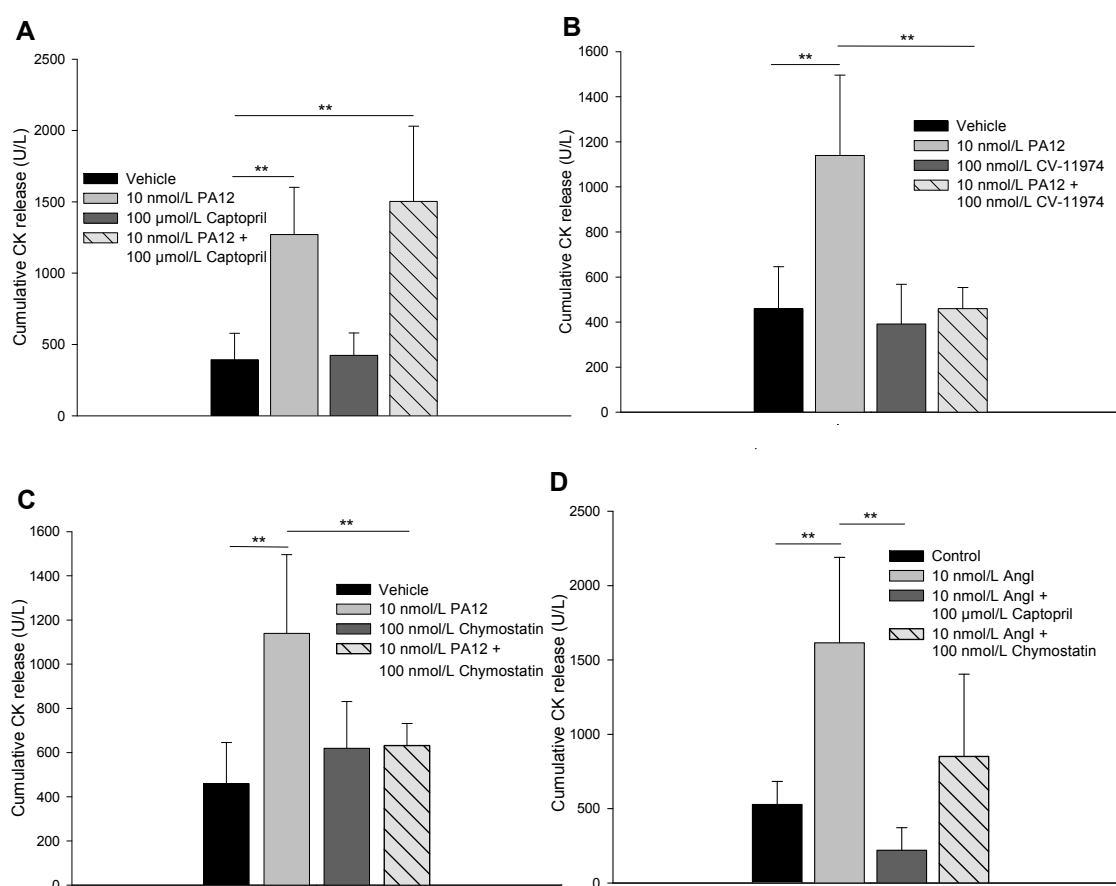 A
Cumulative CK release (U/L)
2500
2000
1500
1000
500
0
**
**
Vehicle
10 nmol/L PA12
100 µmol/L Captopril
10 nmol/L PA12 +
100 µmol/L Captopril
B
Cumulative CK release (U/L)
1600
1400
1200
1000
800
600
400
200
0
**
**
Vehicle
10 nmol/L PA12
100 nmol/L CV-11974
10 nmol/L PA12 +
100 nmol/L CV-11974
C
Cumulative CK release (U/L)
1600
1400
1200
1000
800
600
400
200
0
**
**
Vehicle
10 nmol/L PA12
100 nmol/L Chymostatin
10 nmol/L PA12 +
100 nmol/L Chymostatin
D
Cumulative CK release (U/L)
2500
2000
1500
1000
500
0
**
**
Control
10 nmol/L AngI
10 nmol/L AngI +
100 µmol/L Captopril
10 nmol/L AngI +
100 nmol/L Chymostatin